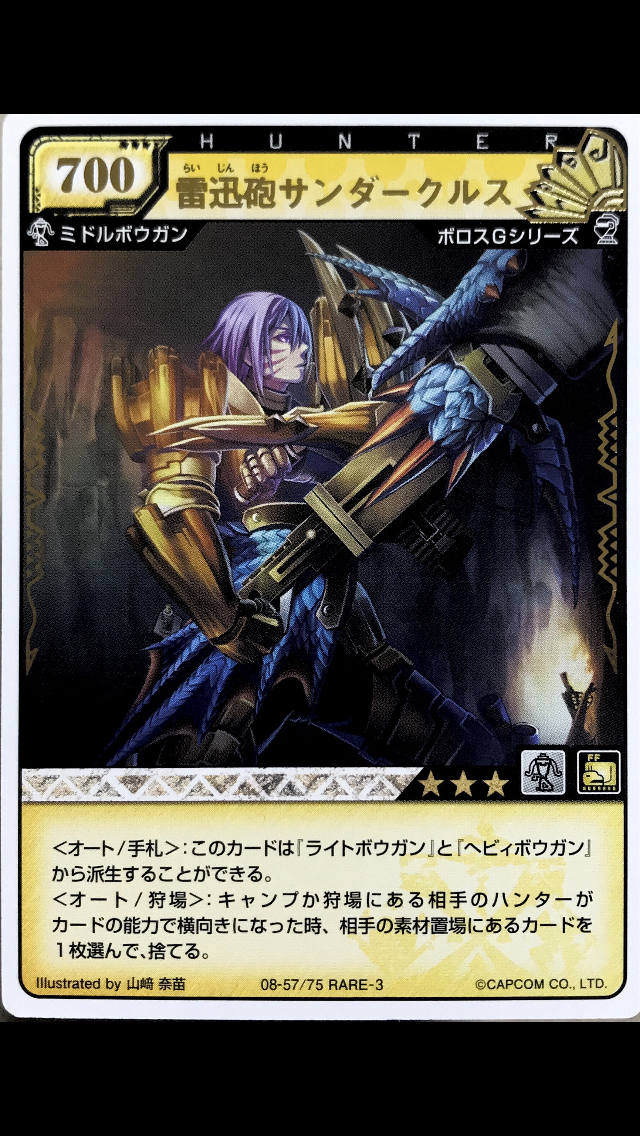 HUNTER
700
らい じん ほう
雷迅砲サンダークルス
ミドルボウガン
ボロスGシリーズ
FF
<オート/手札>:このカードは『ライトボウガン』と『ヘビィボウガン』
から派生することができる。
<オート/狩場>:キャンプか狩場にある相手のハンターが
カードの能力で横向きになった時、相手の素材置場にあるカードを
1枚選んで、捨てる。
Illustrated by 山﨑 奈苗
08-57/75 RARE-3
©CAPCOM CO., LTD.